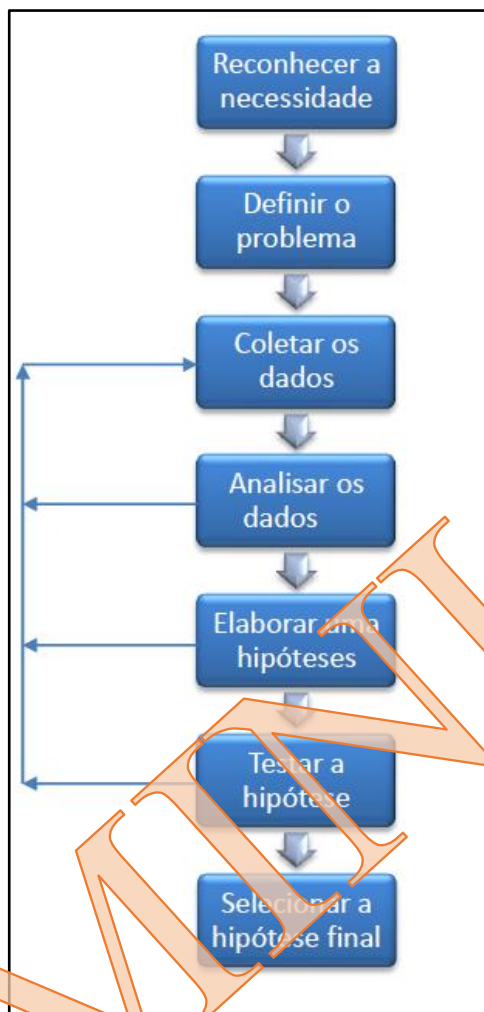 Reconhecer a
necessidade
Definir o
problema
Coletar os
dados
Analisar os
dados
Elaborar uma
hipóteses
Testar a
hipótese
Selecionar a
hipótese final